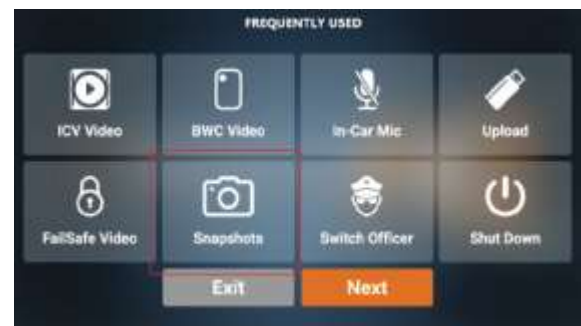 FREQUENTLY USED
ICV Video BWC Video In-Car Mic Upload
FailSafe Video Snapshots Switch Officer Shut Down
Exit Next